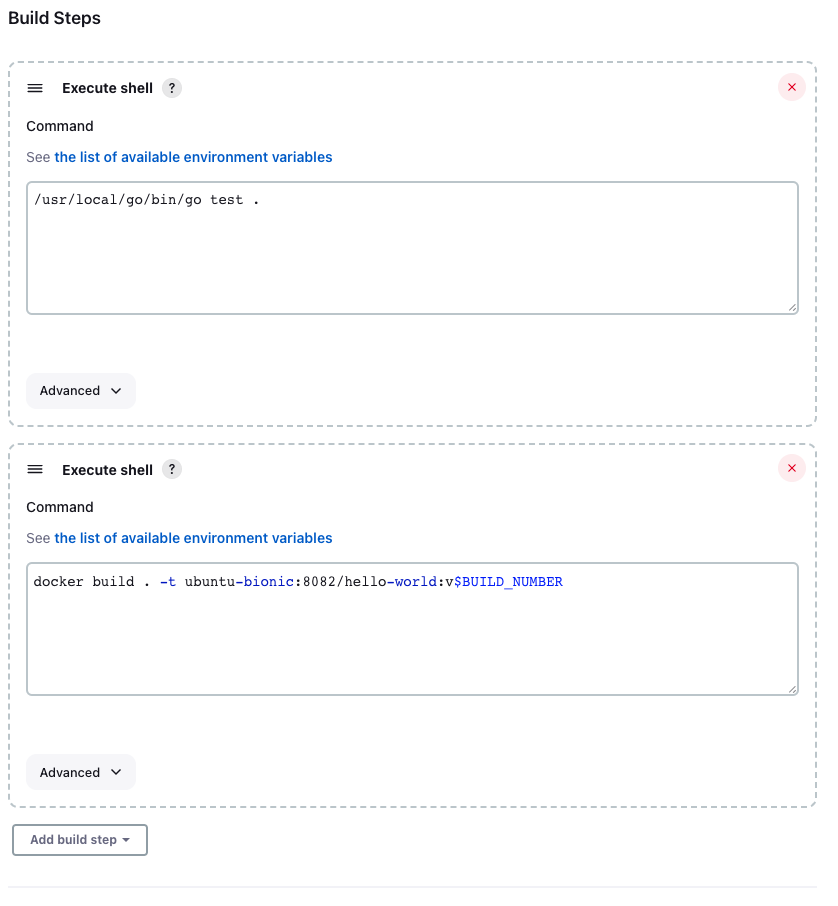 Build Steps
Execute shell ?
Command
See the list of available environment variables
/usr/local/go/bin/go test .
Advanced
Execute shell ?
Command
See the list of available environment variables
docker build . -t ubuntu-bionic:8082/hello-world:v$BUILD_NUMBER
Advanced
Add build step